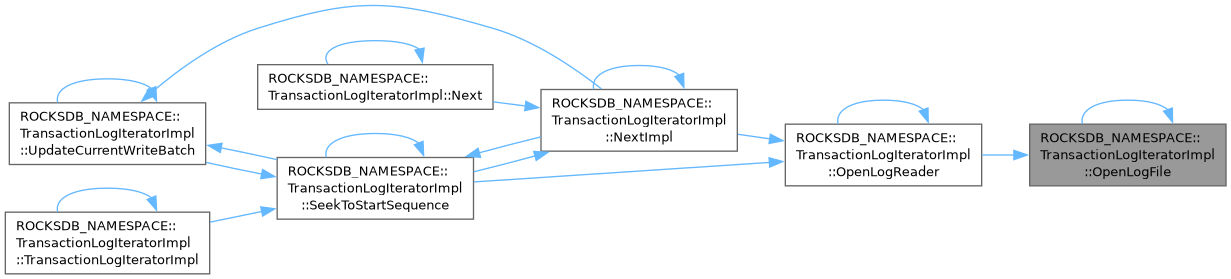 ROCKSDB_NAMESPACE::
TransactionLogIteratorImpl
::UpdateCurrentWriteBatch
ROCKSDB_NAMESPACE::
TransactionLogIteratorImpl
::TransactionLogIteratorImpl
ROCKSDB_NAMESPACE::
TransactionLogIteratorImpl::Next
ROCKSDB_NAMESPACE::
TransactionLogIteratorImpl
::SeekToStartSequence
ROCKSDB_NAMESPACE::
TransactionLogIteratorImpl
::NextImpl
ROCKSDB_NAMESPACE::
TransactionLogIteratorImpl
::OpenLogReader
ROCKSDB_NAMESPACE::
TransactionLogIteratorImpl
::OpenLogFile